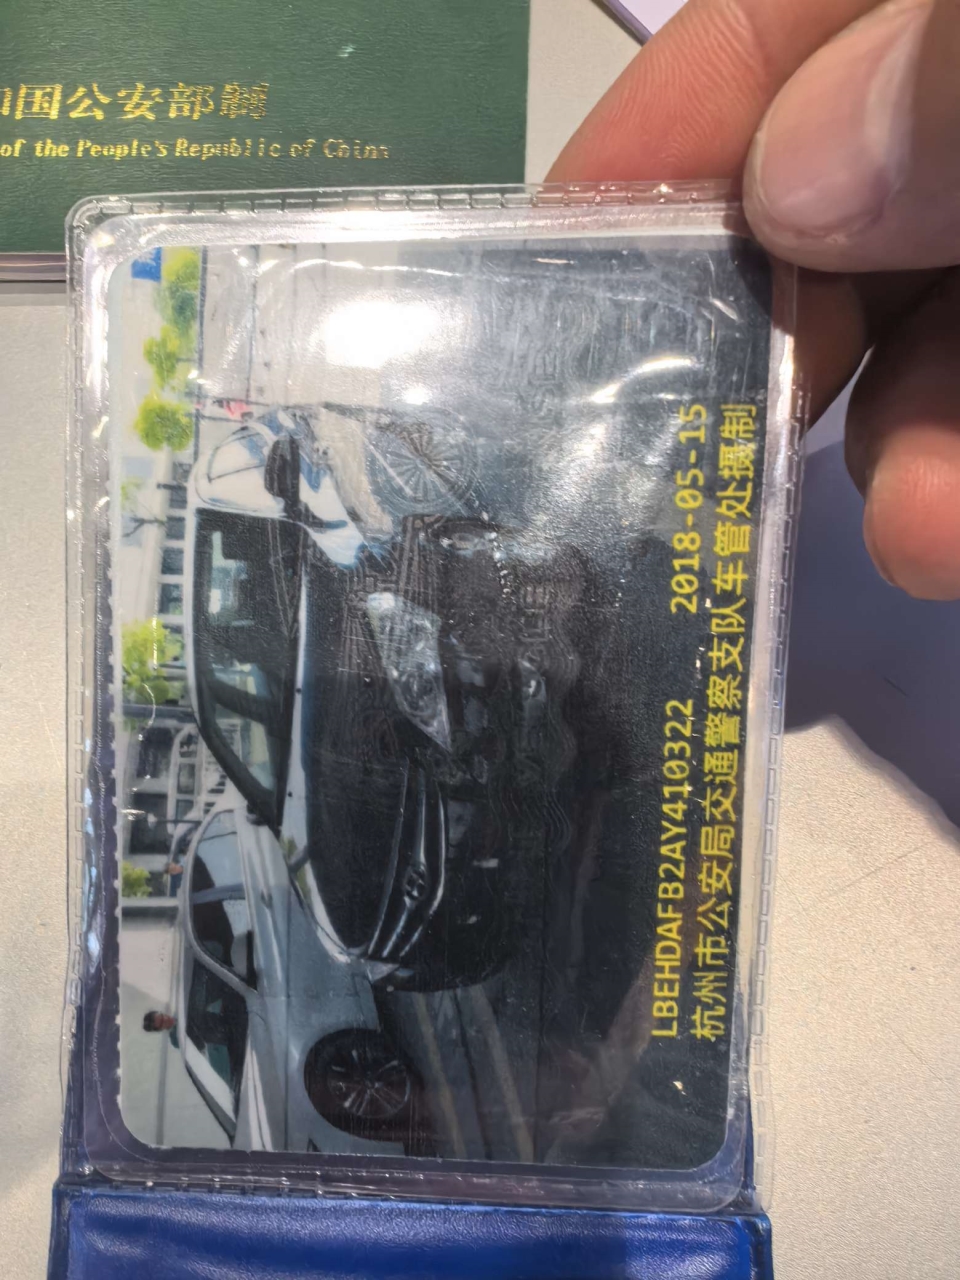 和国公安部制
of the People's Republic of China
LBEHDAFB2AY410322 2018-05-15
杭州市公安局交通警察支队车管处摄制